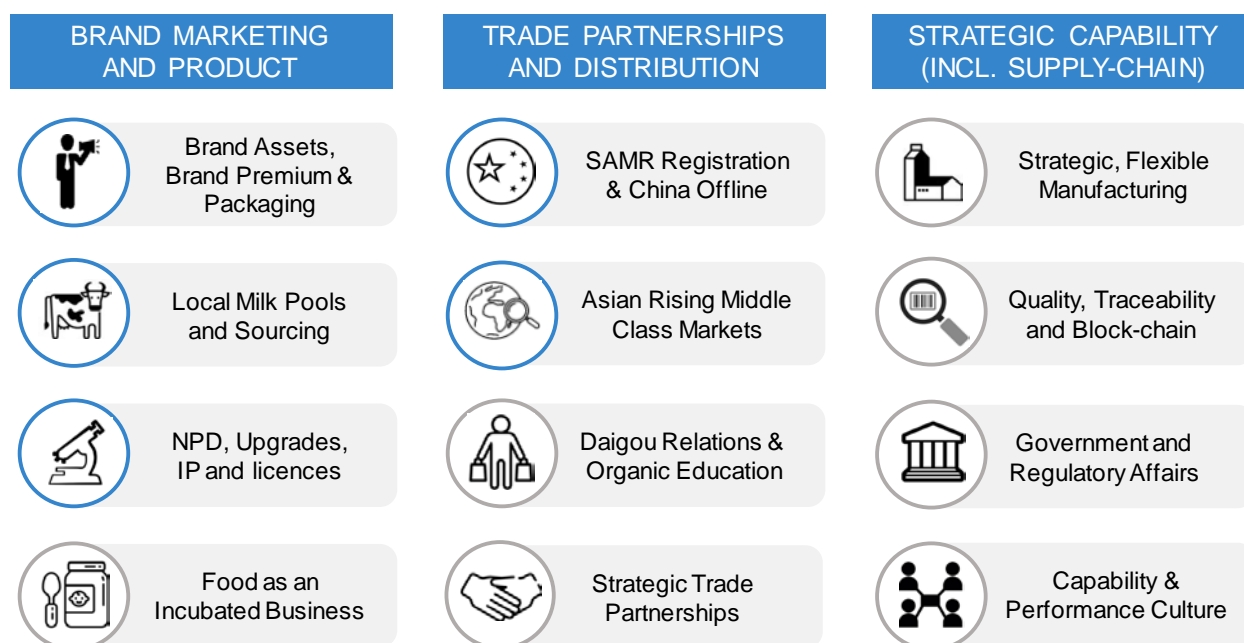 BRAND MARKETING
AND PRODUCT
Brand Assets,
Brand Premium &
Packaging
Local Milk Pools
and Sourcing
NPD, Upgrades,
IP and licences
Food as an
Incubated Business
TRADE PARTNERSHIPS
AND DISTRIBUTION
SAMR Registration
& China Offline
Asian Rising Middle
Class Markets
Daigou Relations &
Organic Education
Strategic Trade
Partnerships
STRATEGIC CAPABILITY
(INCL. SUPPLY-CHAIN)
Strategic, Flexible
Manufacturing
Quality, Traceability
and Block-chain
Government and
Regulatory Affairs
Capability &
Performance Culture